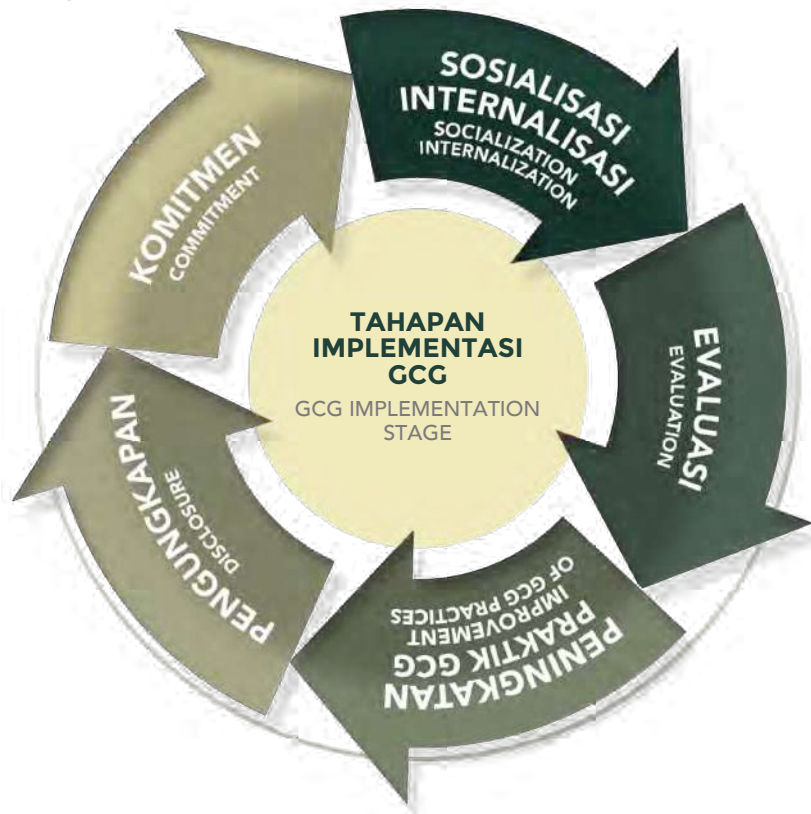 TAHAPAN
IMPLEMENTASI
GCG
GCG IMPLEMENTATION
STAGE
KOMITMEN
COMMITMENT
SOSIALISASI
INTERNALISASI
SOCIALIZATION
INTERNALIZATION
EVALUASI
EVALUATION
PENINGKATAN
PRAKTIK GCG
IMPROVEMENT
OF GCG PRACTICES
PENGUNGKAPAN
DISCLOSURE